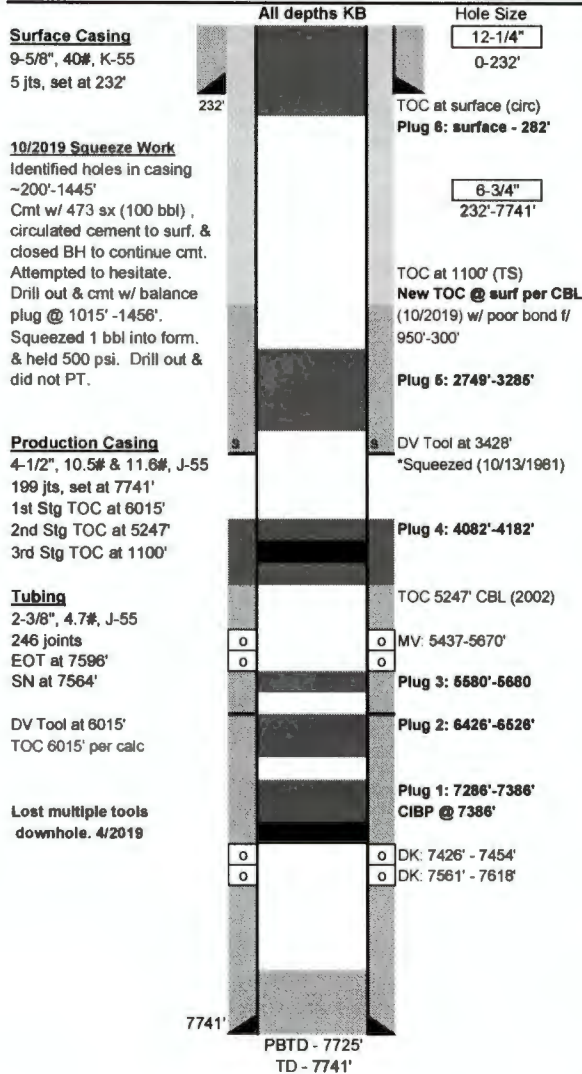 All depths KB
Hole Size
Surface Casing
9-5/8", 40#, K-55
5 jts, set at 232'
12-1/4"
0-232'
232'
TOC at surface (circ)
Plug 6: surface - 282'
10/2019 Squeeze Work
Identified holes in casing
~200'-1445'
Cmt w/ 473 sx (100 bbl) ,
circulated cement to surf. &
closed BH to continue cmt.
Attempted to hesitate.
Drill out & cmt w/ balance
plug @ 1015' -1456'.
Squeezed 1 bbl into form.
& held 500 psi. Drill out &
did not PT.
6-3/4"
232'-7741'
TOC at 1100' (TS)
New TOC @ surf per CBL
(10/2019) w/ poor bond f/
950'-300'
Plug 5: 2749'-3285'
Production Casing
4-1/2", 10.5# & 11.6#, J-55
199 jts, set at 7741'
1st Stg TOC at 6015'
2nd Stg TOC at 5247'
3rd Stg TOC at 1100'
s s
DV Tool at 3428'
*Squeezed (10/13/1981)
Plug 4: 4082'-4182'
Tubing
2-3/8", 4.7#, J-55
246 joints
EOT at 7596'
SN at 7564'
TOC 5247' CBL (2002)
o o MV: 5437-5670'
o o
Plug 3: 5580'-5680
DV Tool at 6015'
TOC 6015' per calc
Plug 2: 6426'-6526'
Plug 1: 7286'-7386'
CIBP @ 7386'
Lost multiple tools
downhole. 4/2019
o o DK: 7426' - 7454'
o o DK: 7561' - 7618'
7741'
PBTD - 7725'
TD - 7741'